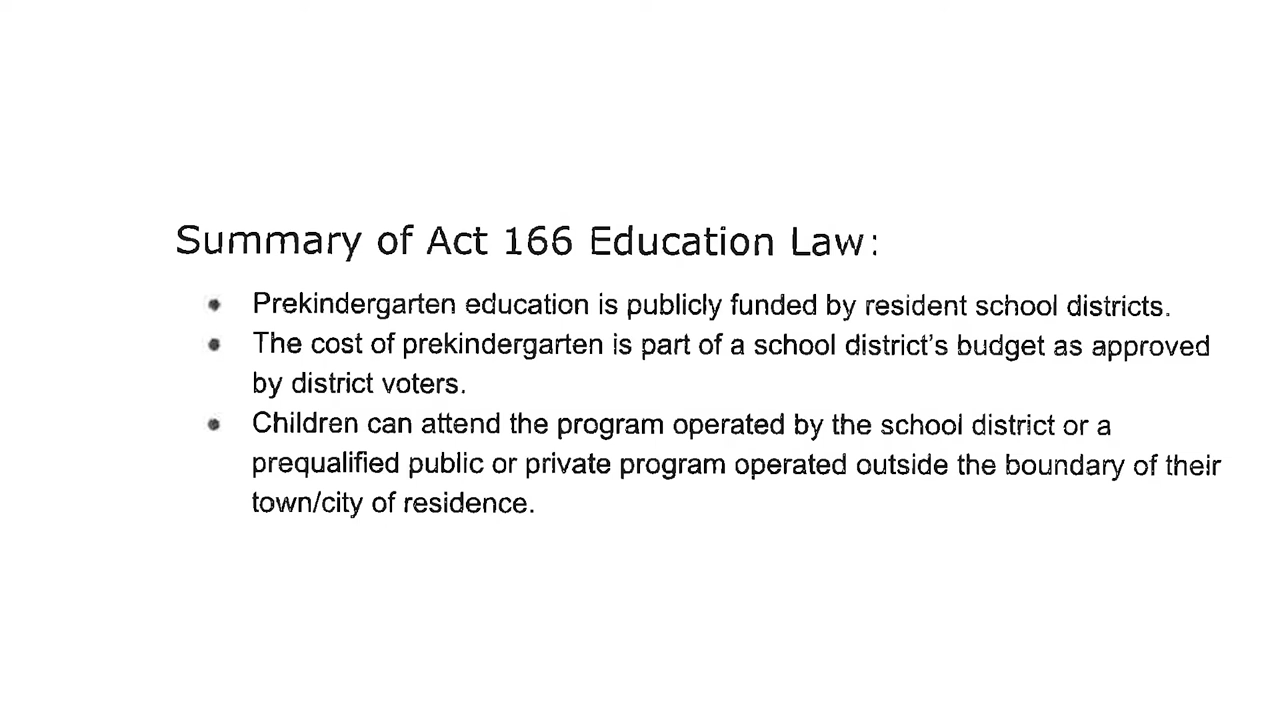 Summary of Act 166 Education Law:
• Prekindergarten education is publicly funded by resident school districts.
• The cost of prekindergarten is part of a school district's budget as approved
by district voters.
• Children can attend the program operated by the school district or a
prequalified public or private program operated outside the boundary of their
town/city of residence.